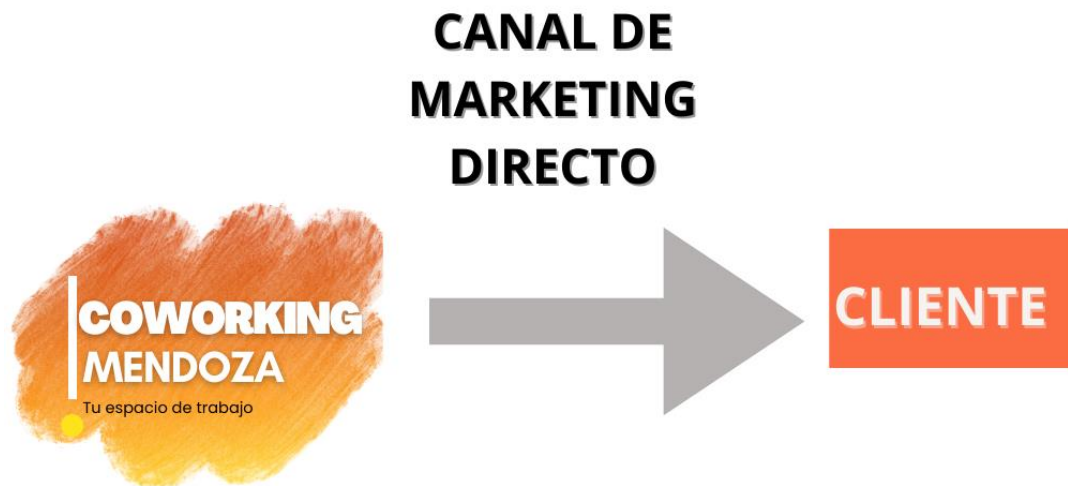 CANAL DE
MARKETING
DIRECTO
COWORKING
MENDOZA
Tu espacio de trabajo
CLIENTE